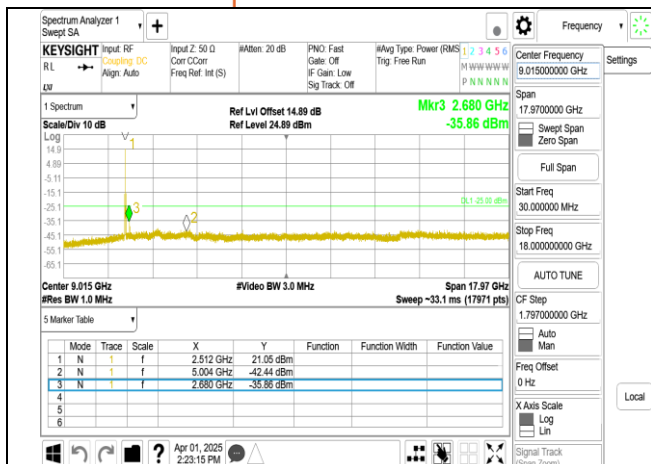 Spectrum Analyzer 1
Swept SA
Frequency
KEYSIGHT
RL
LXI
Input: RF
Coupling: DC
Align: Auto
Input Z: 50 Ω
Corr CCorr
Freq Ref: Int (S)
#Atten: 20 dB
PNO: Fast
Gate: Off
IF Gain: Low
Sig Track: Off
#Avg Type: Power (RMS
Trig: Free Run
1 2 3 4 5 6
M W W W W W
P N N N N N
1 Spectrum
Scale/Div 10 dB
Log
Ref Lvl Offset 14.89 dB
Ref Level 24.89 dBm
Mkr3 2.680 GHz
-35.86 dBm
14.9
4.89
-5.11
-15.1
-25.1
-35.1
-45.1
-55.1
-65.1
1
3
2
DL1 -25.00 dBm
Center 9.015 GHz
#Res BW 1.0 MHz
#Video BW 3.0 MHz
Span 17.97 GHz
Sweep ~33.1 ms (17971 pts)
5 Marker Table
Mode Trace Scale X Y Function Function Width Function Value
1 N 1 f 2.512 GHz 21.05 dBm
2 N 1 f 5.004 GHz -42.44 dBm
3 N 1 f 2.680 GHz -35.86 dBm
4
5
6
Apr 01, 2025
2:23:15 PM
?
Center Frequency
9.015000000 GHz
Settings
Span
17.9700000 GHz
Swept Span
Zero Span
Full Span
Start Freq
30.000000 MHz
Stop Freq
18.000000000 GHz
AUTO TUNE
CF Step
1.797000000 GHz
Auto
Man
Freq Offset
0 Hz
X Axis Scale
Log
Lin
Local
Signal Track
(Span Zoom)